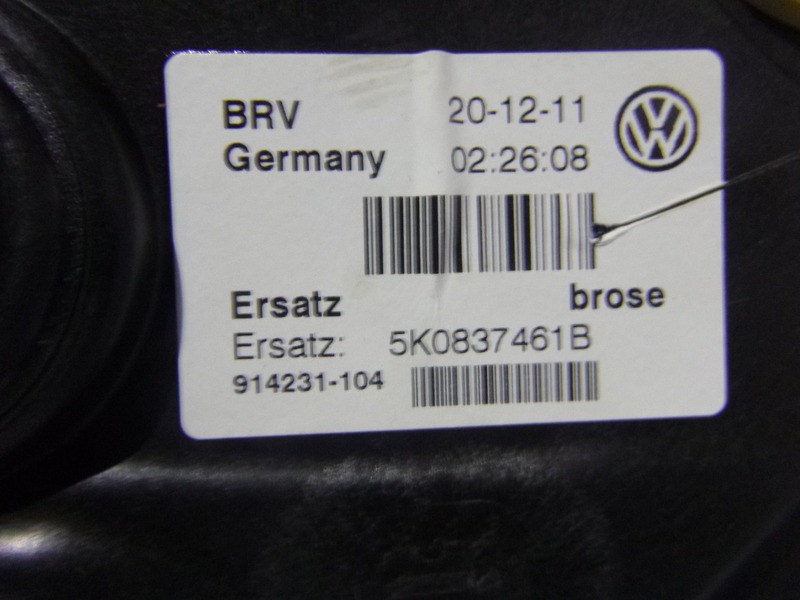 BRV 20-12-11
Germany 02:26:08
Ersatz brose
Ersatz: 5K0837461B
914231-104